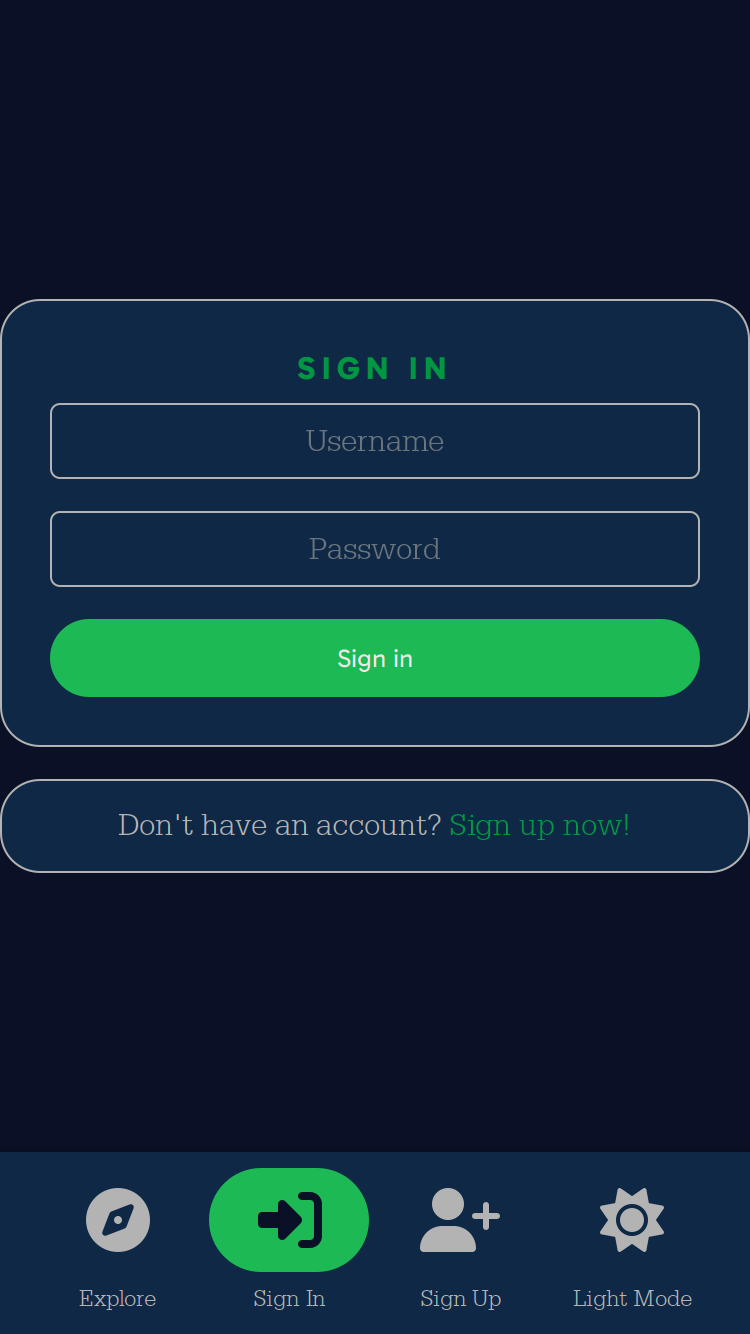 SIGN IN
Username
Password
Sign in
Don't have an account? Sign up now!
Explore
Sign In
Sign Up
Light Mode